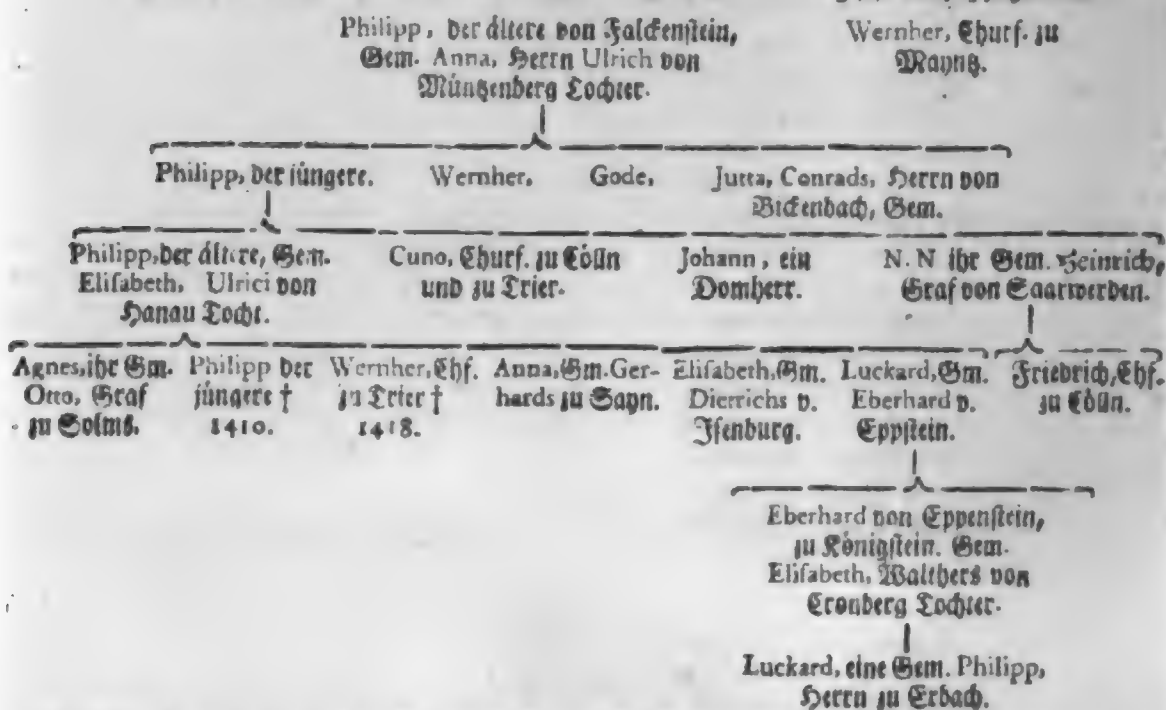 Philipp, der ältere von Falckenstein,
Gem. Anna, Herrn Ulrich von
Müntzenberg Tochter.
Wernher, Churf. zu
Mayntz.
Philipp, der jüngere.
Wernher,
Gode,
Jutta, Conrads, Herrn von
Bickenbach, Gem.
Philipp, der ältere, Gem.
Elisabeth, Ulrici von
Hanau Tocht.
Cuno, Churf. zu Cölln
und zu Trier.
Johann, ein
Domherr.
N. N ihr Gem. Heinrich,
Graf von Saarwerden.
Agnes, ihr Gm.
Otto, Graf
zu Solms.
Philipp der
jüngere †
1410.
Wernher, Chf.
zu Trier †
1418.
Anna, Gm. Ger-
hards zu Sayn.
Elisabeth, Gm.
Dierrichs v.
Isenburg.
Luckard, Gm.
Eberhard v.
Eppstein.
Friedrich, Chf.
zu Cölln.
Eberhard von Eppenstein,
zu Königstein. Gem.
Elisabeth, Walthers von
Cronberg Tochter.
Luckard, eine Gem. Philipp,
Herrn zu Erbach.